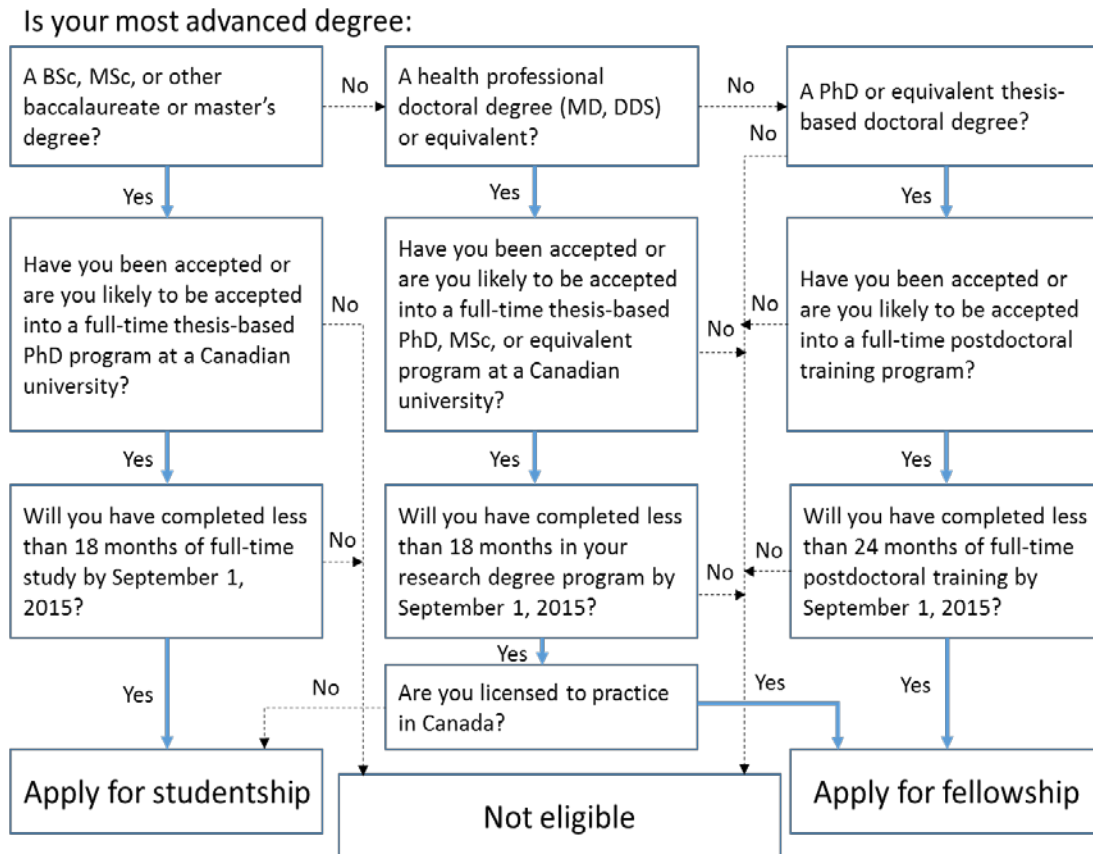 Is your most advanced degree:
A BSc, MSc, or other
baccalaureate or master's
degree?
No
A health professional
doctoral degree (MD, DDS)
or equivalent?
No
A PhD or equivalent thesis-
based doctoral degree?
No
Yes
Yes
Yes
Have you been accepted or
are you likely to be accepted
into a full-time thesis-based
PhD program at a Canadian
university?
No
Have you been accepted or
are you likely to be accepted
into a full-time thesis-based
PhD, MSc, or equivalent
program at a Canadian
university?
No
No
Have you been accepted or
are you likely to be accepted
into a full-time postdoctoral
training program?
Yes
Yes
Yes
Will you have completed less
than 18 months of full-time
study by September 1,
2015?
No
Will you have completed less
than 18 months in your
research degree program by
September 1, 2015?
No
No
Will you have completed less
than 24 months of full-time
postdoctoral training by
September 1, 2015?
Yes
Yes
Yes
No
Are you licensed to practice
in Canada?
Yes
Apply for studentship
Not eligible
Apply for fellowship